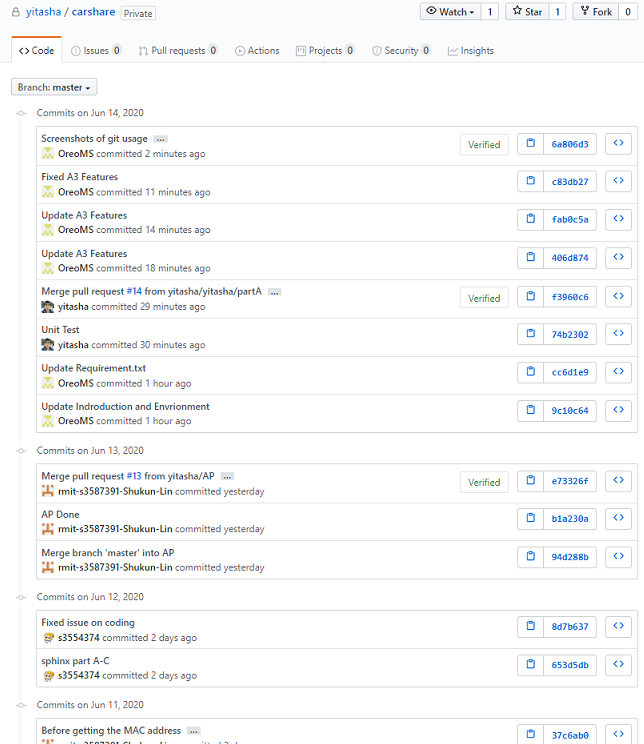 yitasha / carshare Private
Watch 1 Star 1 Fork 0
Code Issues 0 Pull requests 0 Actions Projects 0 Security 0 Insights
Branch: master
Commits on Jun 14, 2020
Screenshots of git usage …
OreoMS committed 2 minutes ago
Verified 6a806d3
Fixed A3 Features
OreoMS committed 11 minutes ago
c83db27
Update A3 Features
OreoMS committed 14 minutes ago
fab0c5a
Update A3 Features
OreoMS committed 18 minutes ago
406d874
Merge pull request #14 from yitasha/yitasha/partA …
yitasha committed 29 minutes ago
Verified f3960c6
Unit Test
yitasha committed 30 minutes ago
74b2302
Update Requirement.txt
OreoMS committed 1 hour ago
cc6d1e9
Update Indroduction and Envrionment
OreoMS committed 1 hour ago
9c10c64
Commits on Jun 13, 2020
Merge pull request #13 from yitasha/AP …
rmit-s3587391-Shukun-Lin committed yesterday
Verified e73326f
AP Done
rmit-s3587391-Shukun-Lin committed yesterday
b1a230a
Merge branch 'master' into AP
rmit-s3587391-Shukun-Lin committed yesterday
94d288b
Commits on Jun 12, 2020
Fixed issue on coding
s3554374 committed 2 days ago
8d7b637
sphinx part A-C
s3554374 committed 2 days ago
653d5db
Commits on Jun 11, 2020
Before getting the MAC address …
37c6ab0